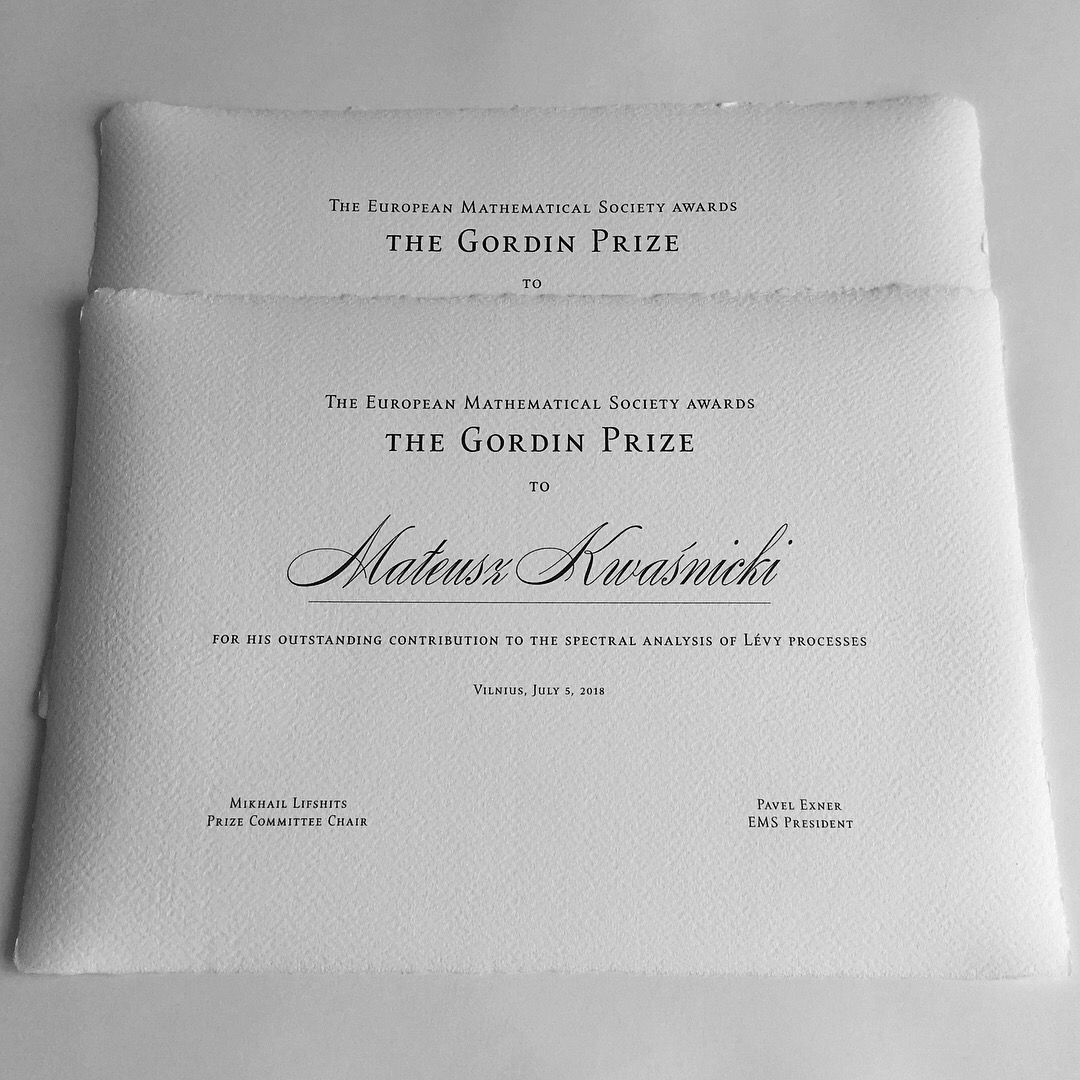 The European Mathematical Society awards
the Gordin Prize
to
The European Mathematical Society awards
the Gordin Prize
to
Mateusz Kwaśnicki
for his outstanding contribution to the spectral analysis of Lévy processes
Vilnius, July 5, 2018
Mikhail Lifshits
Prize Committee Chair
Pavel Exner
EMS President